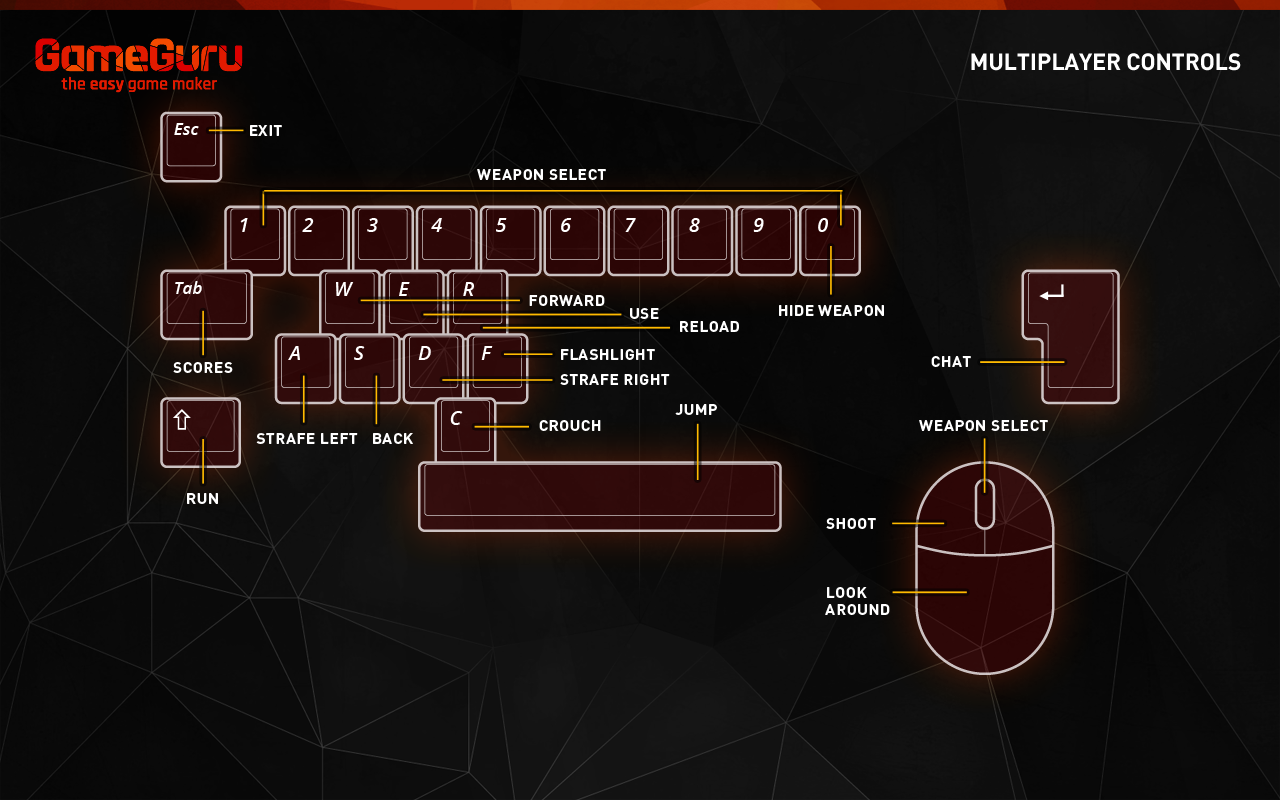 GameGuru
the easy game maker
MULTIPLAYER CONTROLS
Esc
EXIT
WEAPON SELECT
1 2 3 4 5 6 7 8 9 0
Tab
W E R
FORWARD
USE
RELOAD
HIDE WEAPON
SCORES
A S D F
FLASHLIGHT
STRAFE RIGHT
CHAT
JUMP
C
CROUCH
STRAFE LEFT
BACK
WEAPON SELECT
RUN
SHOOT
LOOK
AROUND